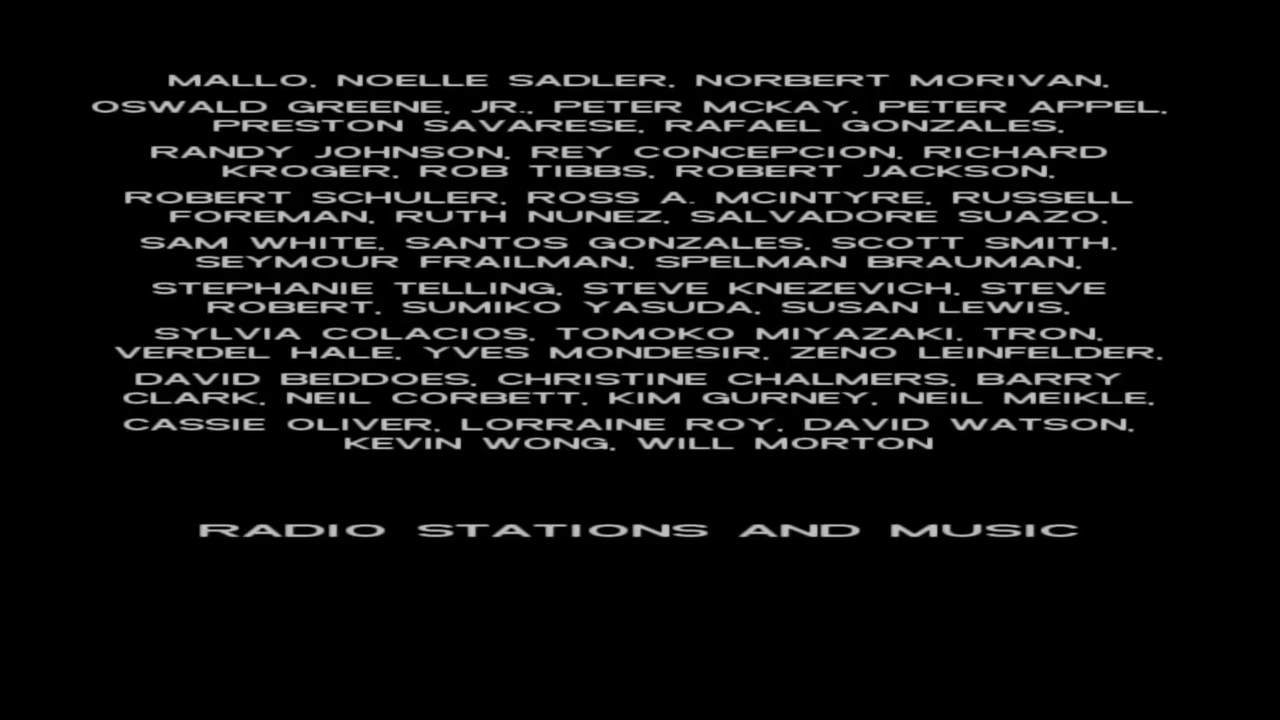 MALLO, NOELLE SADLER, NORBERT MORIVAN,
OSWALD GREENE, JR., PETER MCKAY, PETER APPEL,
PRESTON SAVARESE, RAFAEL GONZALES,
RANDY JOHNSON, REY CONCEPCION, RICHARD
KROGER, ROB TIBBS, ROBERT JACKSON,
ROBERT SCHULER, ROSS A. MCINTYRE, RUSSELL
FOREMAN, RUTH NUNEZ, SALVADORE SUAZO,
SAM WHITE, SANTOS GONZALES, SCOTT SMITH,
SEYMOUR FRAILMAN, SPELMAN BRAUMAN,
STEPHANIE TELLING, STEVE KNEZEVICH, STEVE
ROBERT, SUMIKO YASUDA, SUSAN LEWIS,
SYLVIA COLACIOS, TOMOKO MIYAZAKI, TRON,
VERDEL HALE, YVES MONDESIR, ZENO LEINFELDER,
DAVID BEDDOES, CHRISTINE CHALMERS, BARRY
CLARK, NEIL CORBETT, KIM GURNEY, NEIL MEIKLE,
CASSIE OLIVER, LORRAINE ROY, DAVID WATSON,
KEVIN WONG, WILL MORTON
RADIO STATIONS AND MUSIC